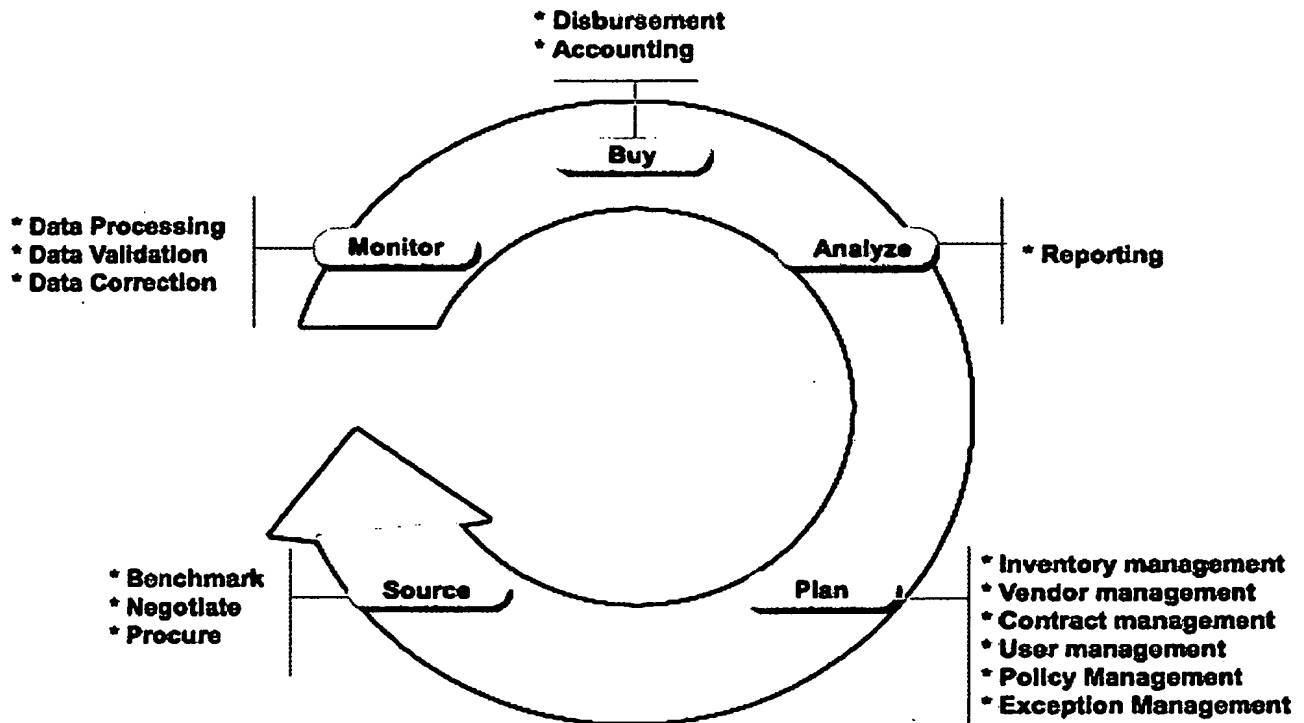 * Disbursement
* Accounting
Buy
* Data Processing
* Data Validation
* Data Correction
Monitor
Analyze
* Reporting
* Benchmark
* Negotiate
* Procure
Source
Plan
* Inventory management
* Vendor management
* Contract management
* User management
* Policy Management
* Exception Management